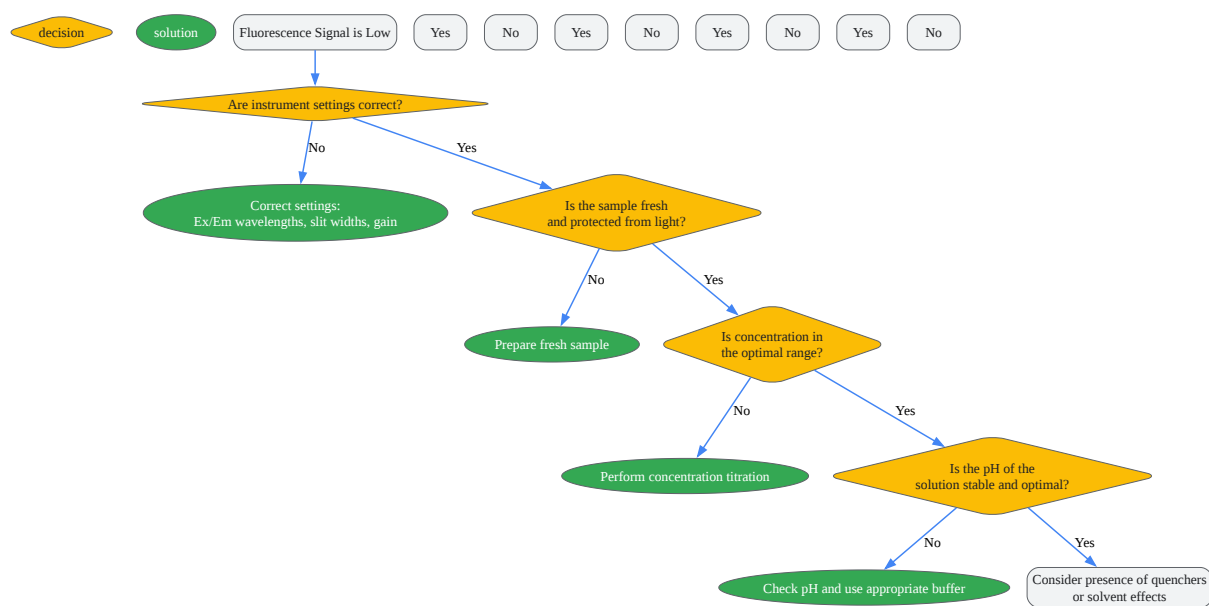 decision
solution
Fluorescence Signal is Low
Yes
No
Yes
No
Yes
No
Yes
No
Are instrument settings correct?
No
Yes
Correct settings:
Ex/Em wavelengths, slit widths, gain
Is the sample fresh
and protected from light?
No
Yes
Prepare fresh sample
Is concentration in
the optimal range?
No
Yes
Perform concentration titration
Is the pH of the
solution stable and optimal?
No
Yes
Check pH and use appropriate buffer
Consider presence of quenchers
or solvent effects